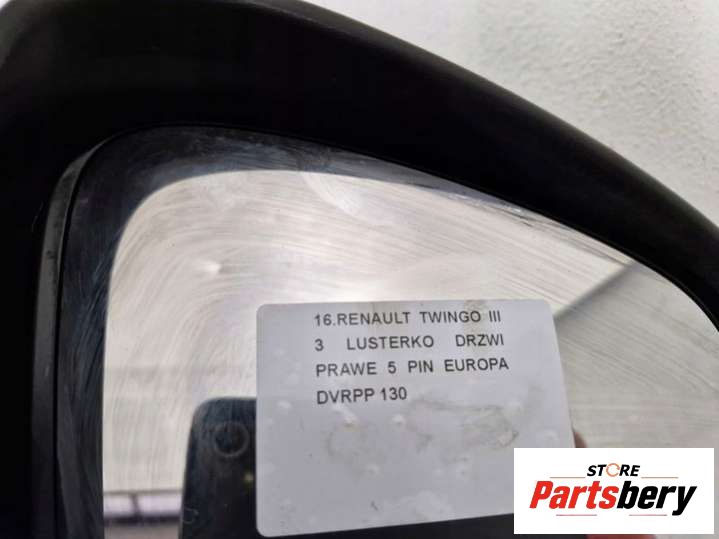 16.RENAULT TWINGO III
3 LUSTERKO DRZWI
PRAWE 5 PIN EUROPA
DVRPP 130
STORE
Partsbery